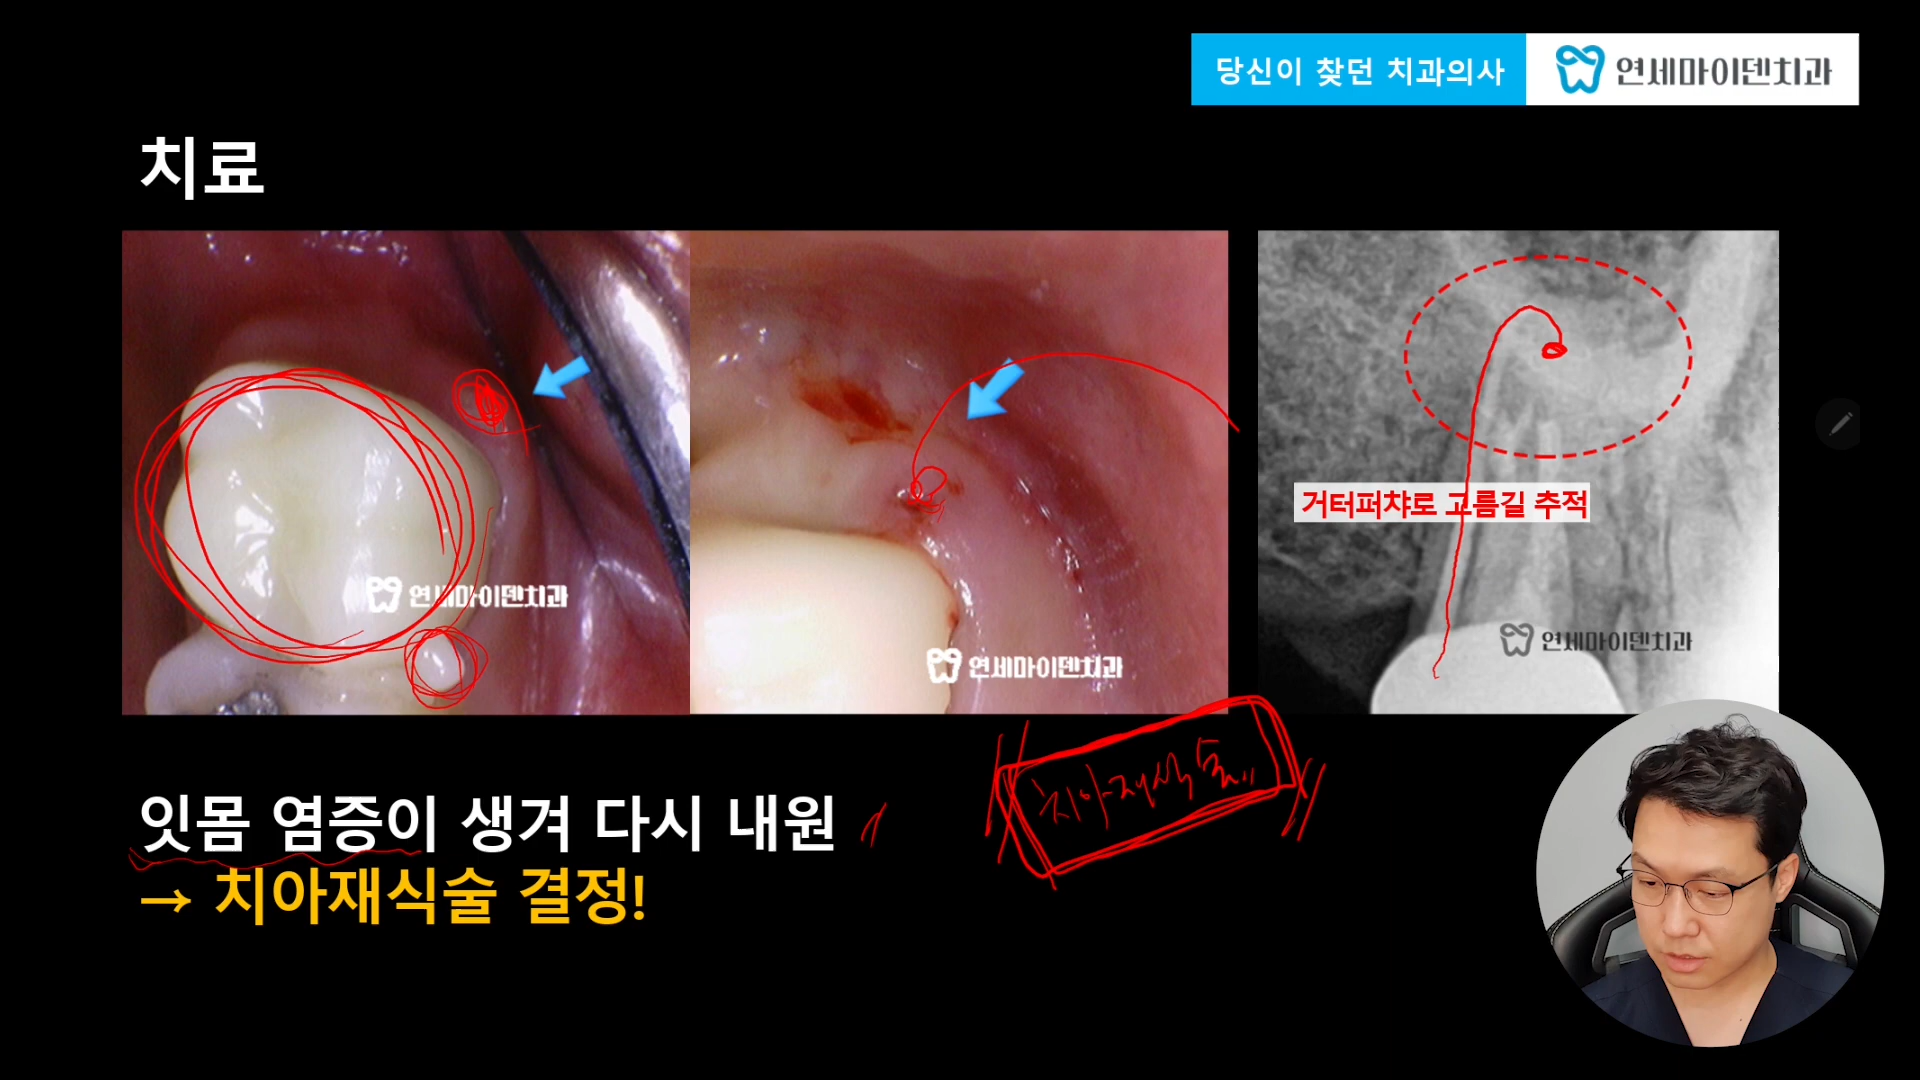 당신이 찾던 치과의사
연세마이덴치과
치료
거터퍼챠로 고름길 추적
연세마이덴치과
연세마이덴치과
연세마이덴치과
치아재식술
잇몸 염증이 생겨 다시 내원
→ 치아재식술 결정!